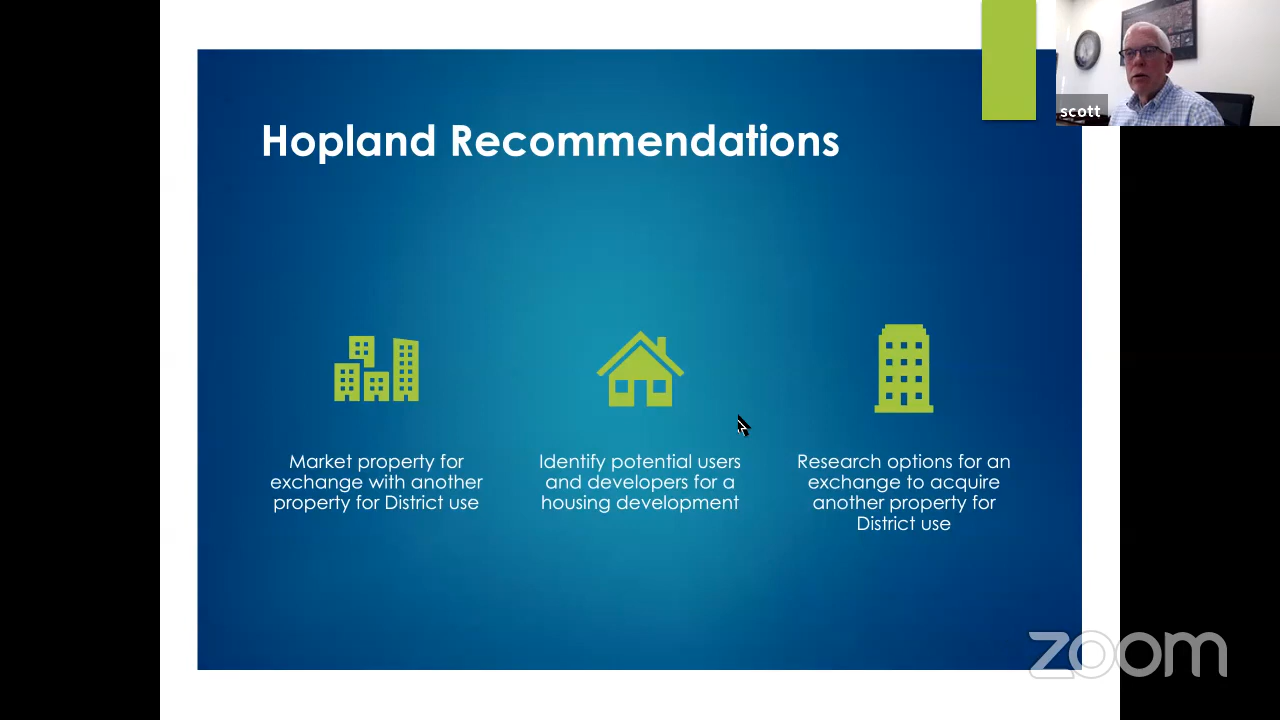 scott
Hopland Recommendations
Market property for
exchange with another
property for District use
Identify potential users
and developers for a
housing development
Research options for an
exchange to acquire
another property for
District use
zoom